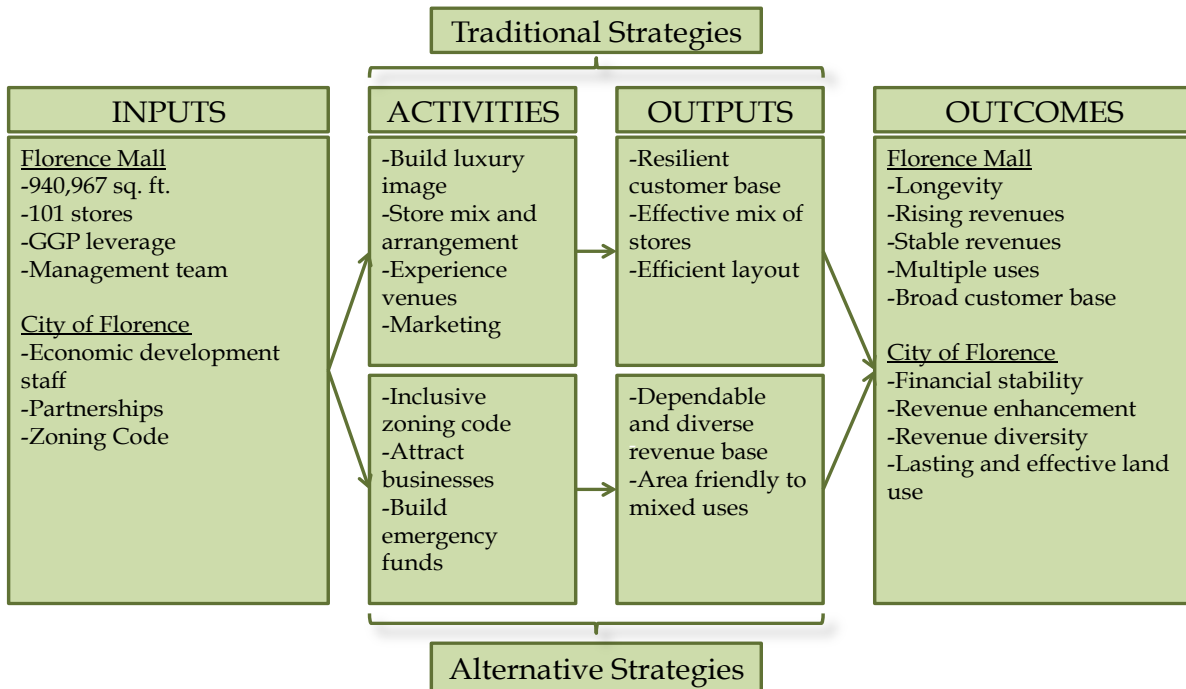 Traditional Strategies
INPUTS
Florence Mall
-940,967 sq. ft.
-101 stores
-GGP leverage
-Management team
City of Florence
-Economic development
staff
-Partnerships
-Zoning Code
ACTIVITIES
-Build luxury
image
-Store mix and
arrangement
-Experience
venues
-Marketing
-Inclusive
zoning code
-Attract
businesses
-Build
emergency
funds
OUTPUTS
-Resilient
customer base
-Effective mix of
stores
-Efficient layout
-Dependable
and diverse
revenue base
-Area friendly to
mixed uses
OUTCOMES
Florence Mall
-Longevity
-Rising revenues
-Stable revenues
-Multiple uses
-Broad customer base
City of Florence
-Financial stability
-Revenue enhancement
-Revenue diversity
-Lasting and effective land
use
Alternative Strategies